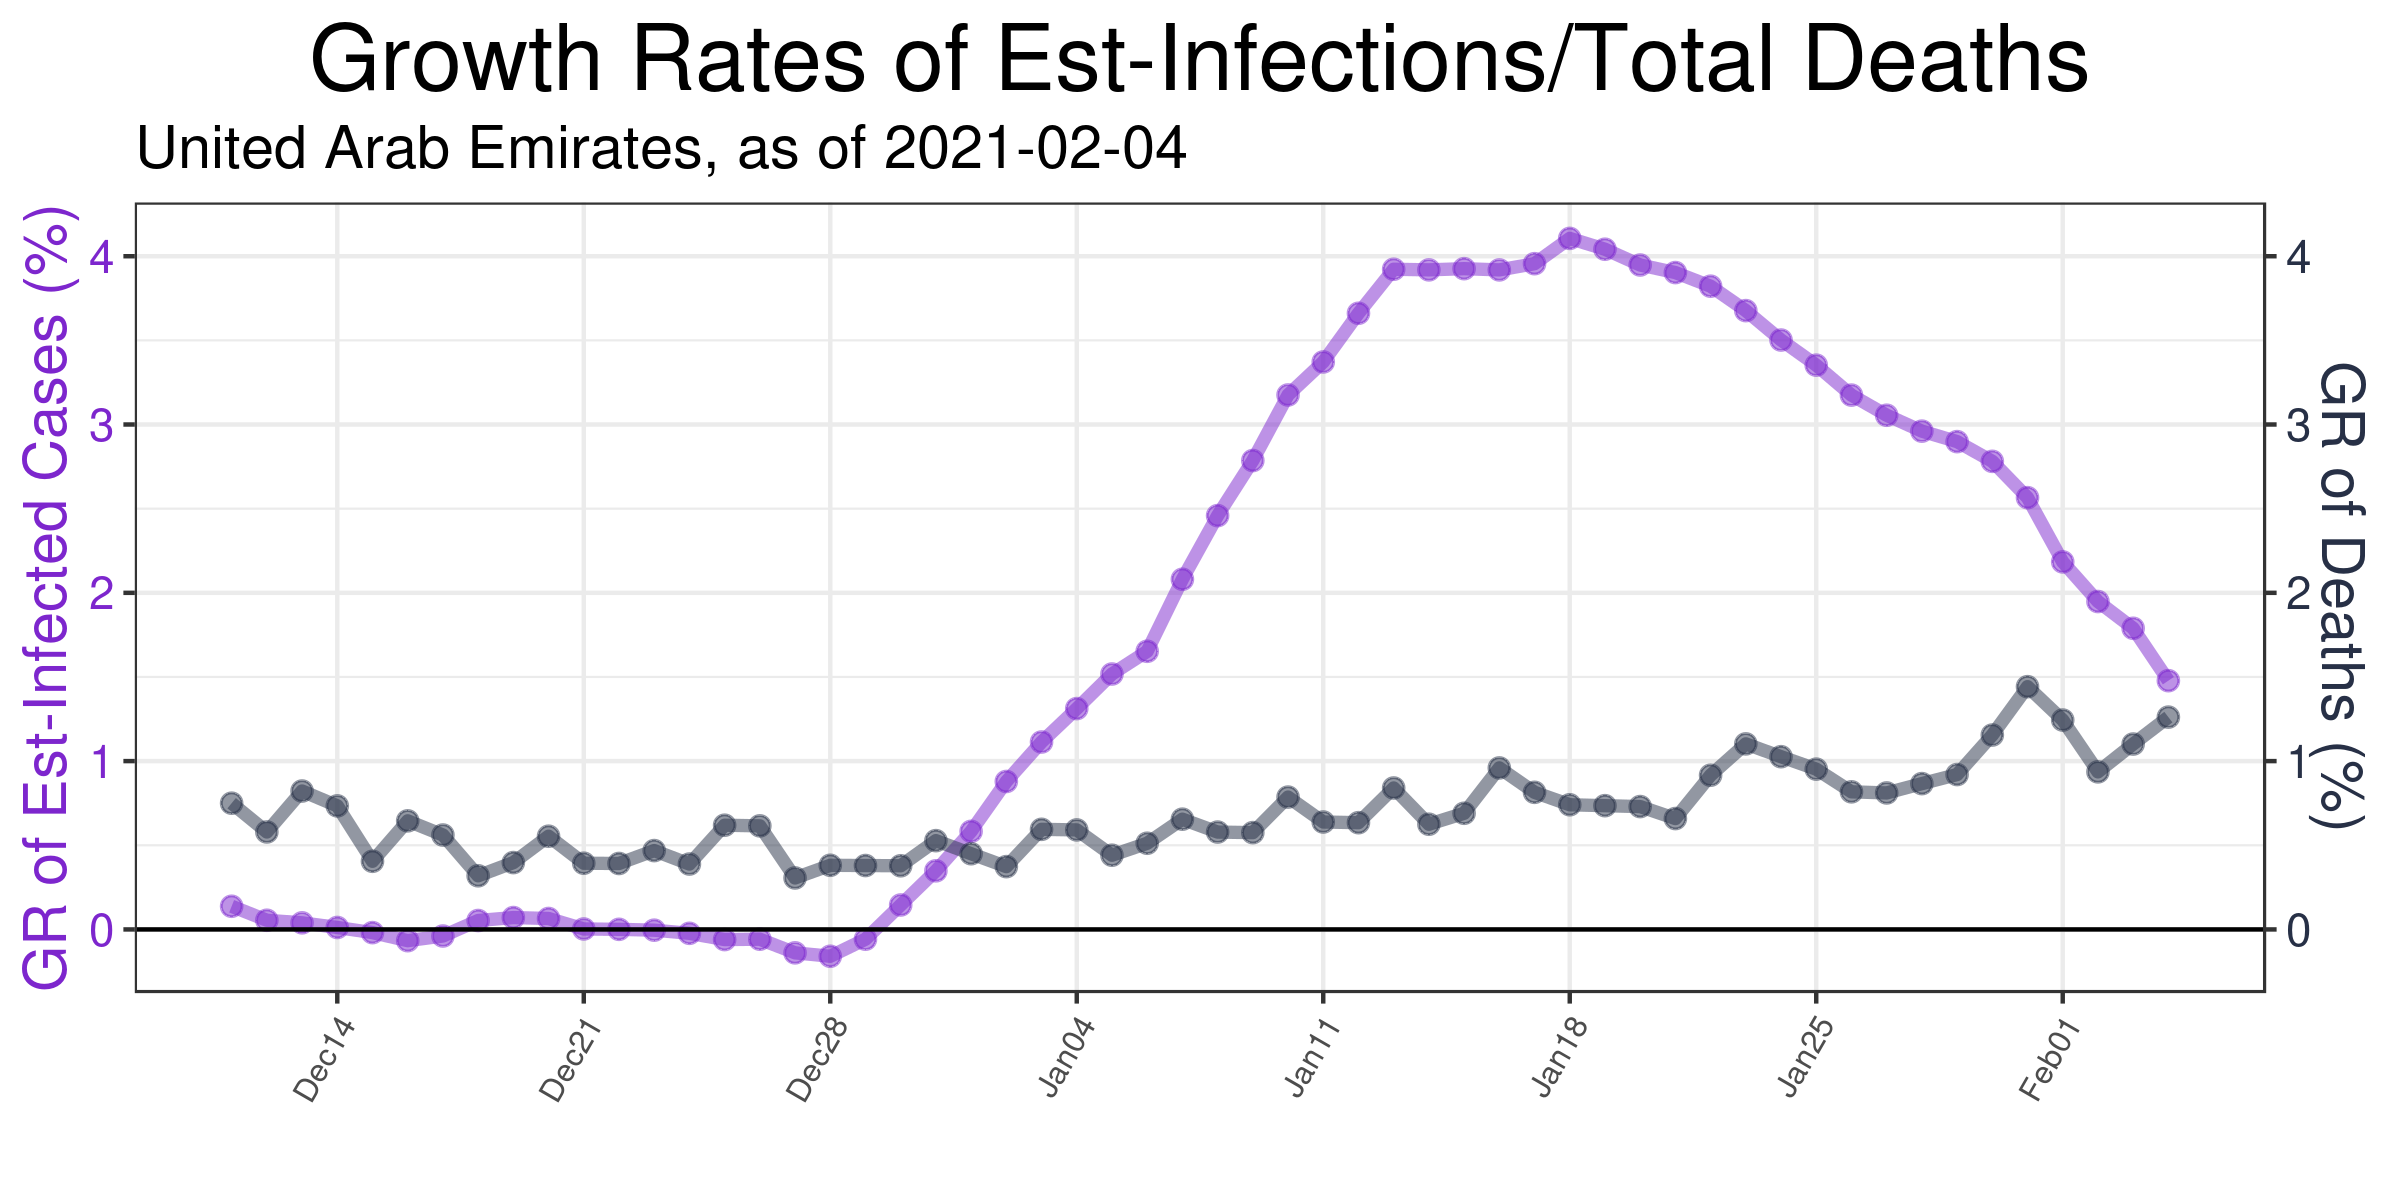 Growth Rates of Est-Infections/Total Deaths
United Arab Emirates, as of 2021-02-04
GR of Est-Infected Cases (%)
4
3
2
1
0
4
3
2
1
0
GR of Deaths (%)
Dec14
Dec21
Dec28
Jan04
Jan11
Jan18
Jan25
Feb01